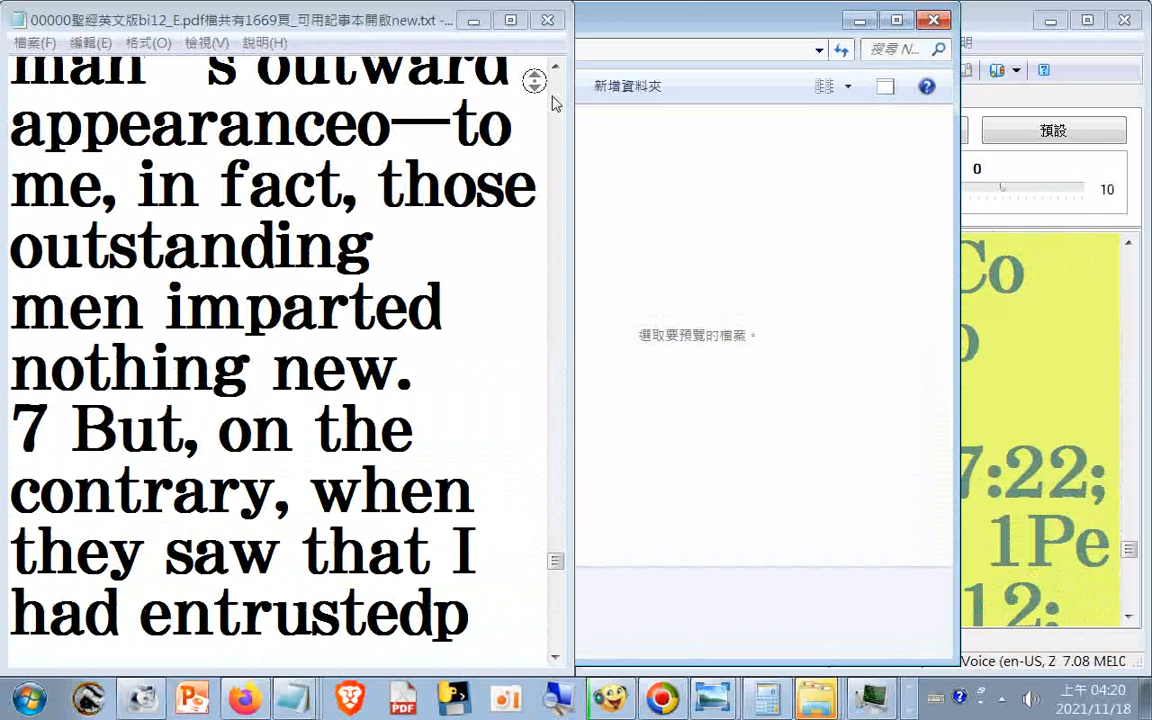 00000聖經英文版bi12_E.pdf檔共有1669頁_可用記事本開啟new.txt -...
檔案(F) 編輯(E) 格式(O) 檢視(V) 說明(H)
man s outward
appearanceo—to
me, in fact, those
outstanding
men imparted
nothing new.
7 But, on the
contrary, when
they saw that I
had entrustedp
搜尋 N...
新增資料夾
選取要預覽的檔案。
明
預設
0
10
Co
7:22;
1Pe
12:
Voice (en-US, Z 7.08 ME1C
上午 04:20
2021/11/18